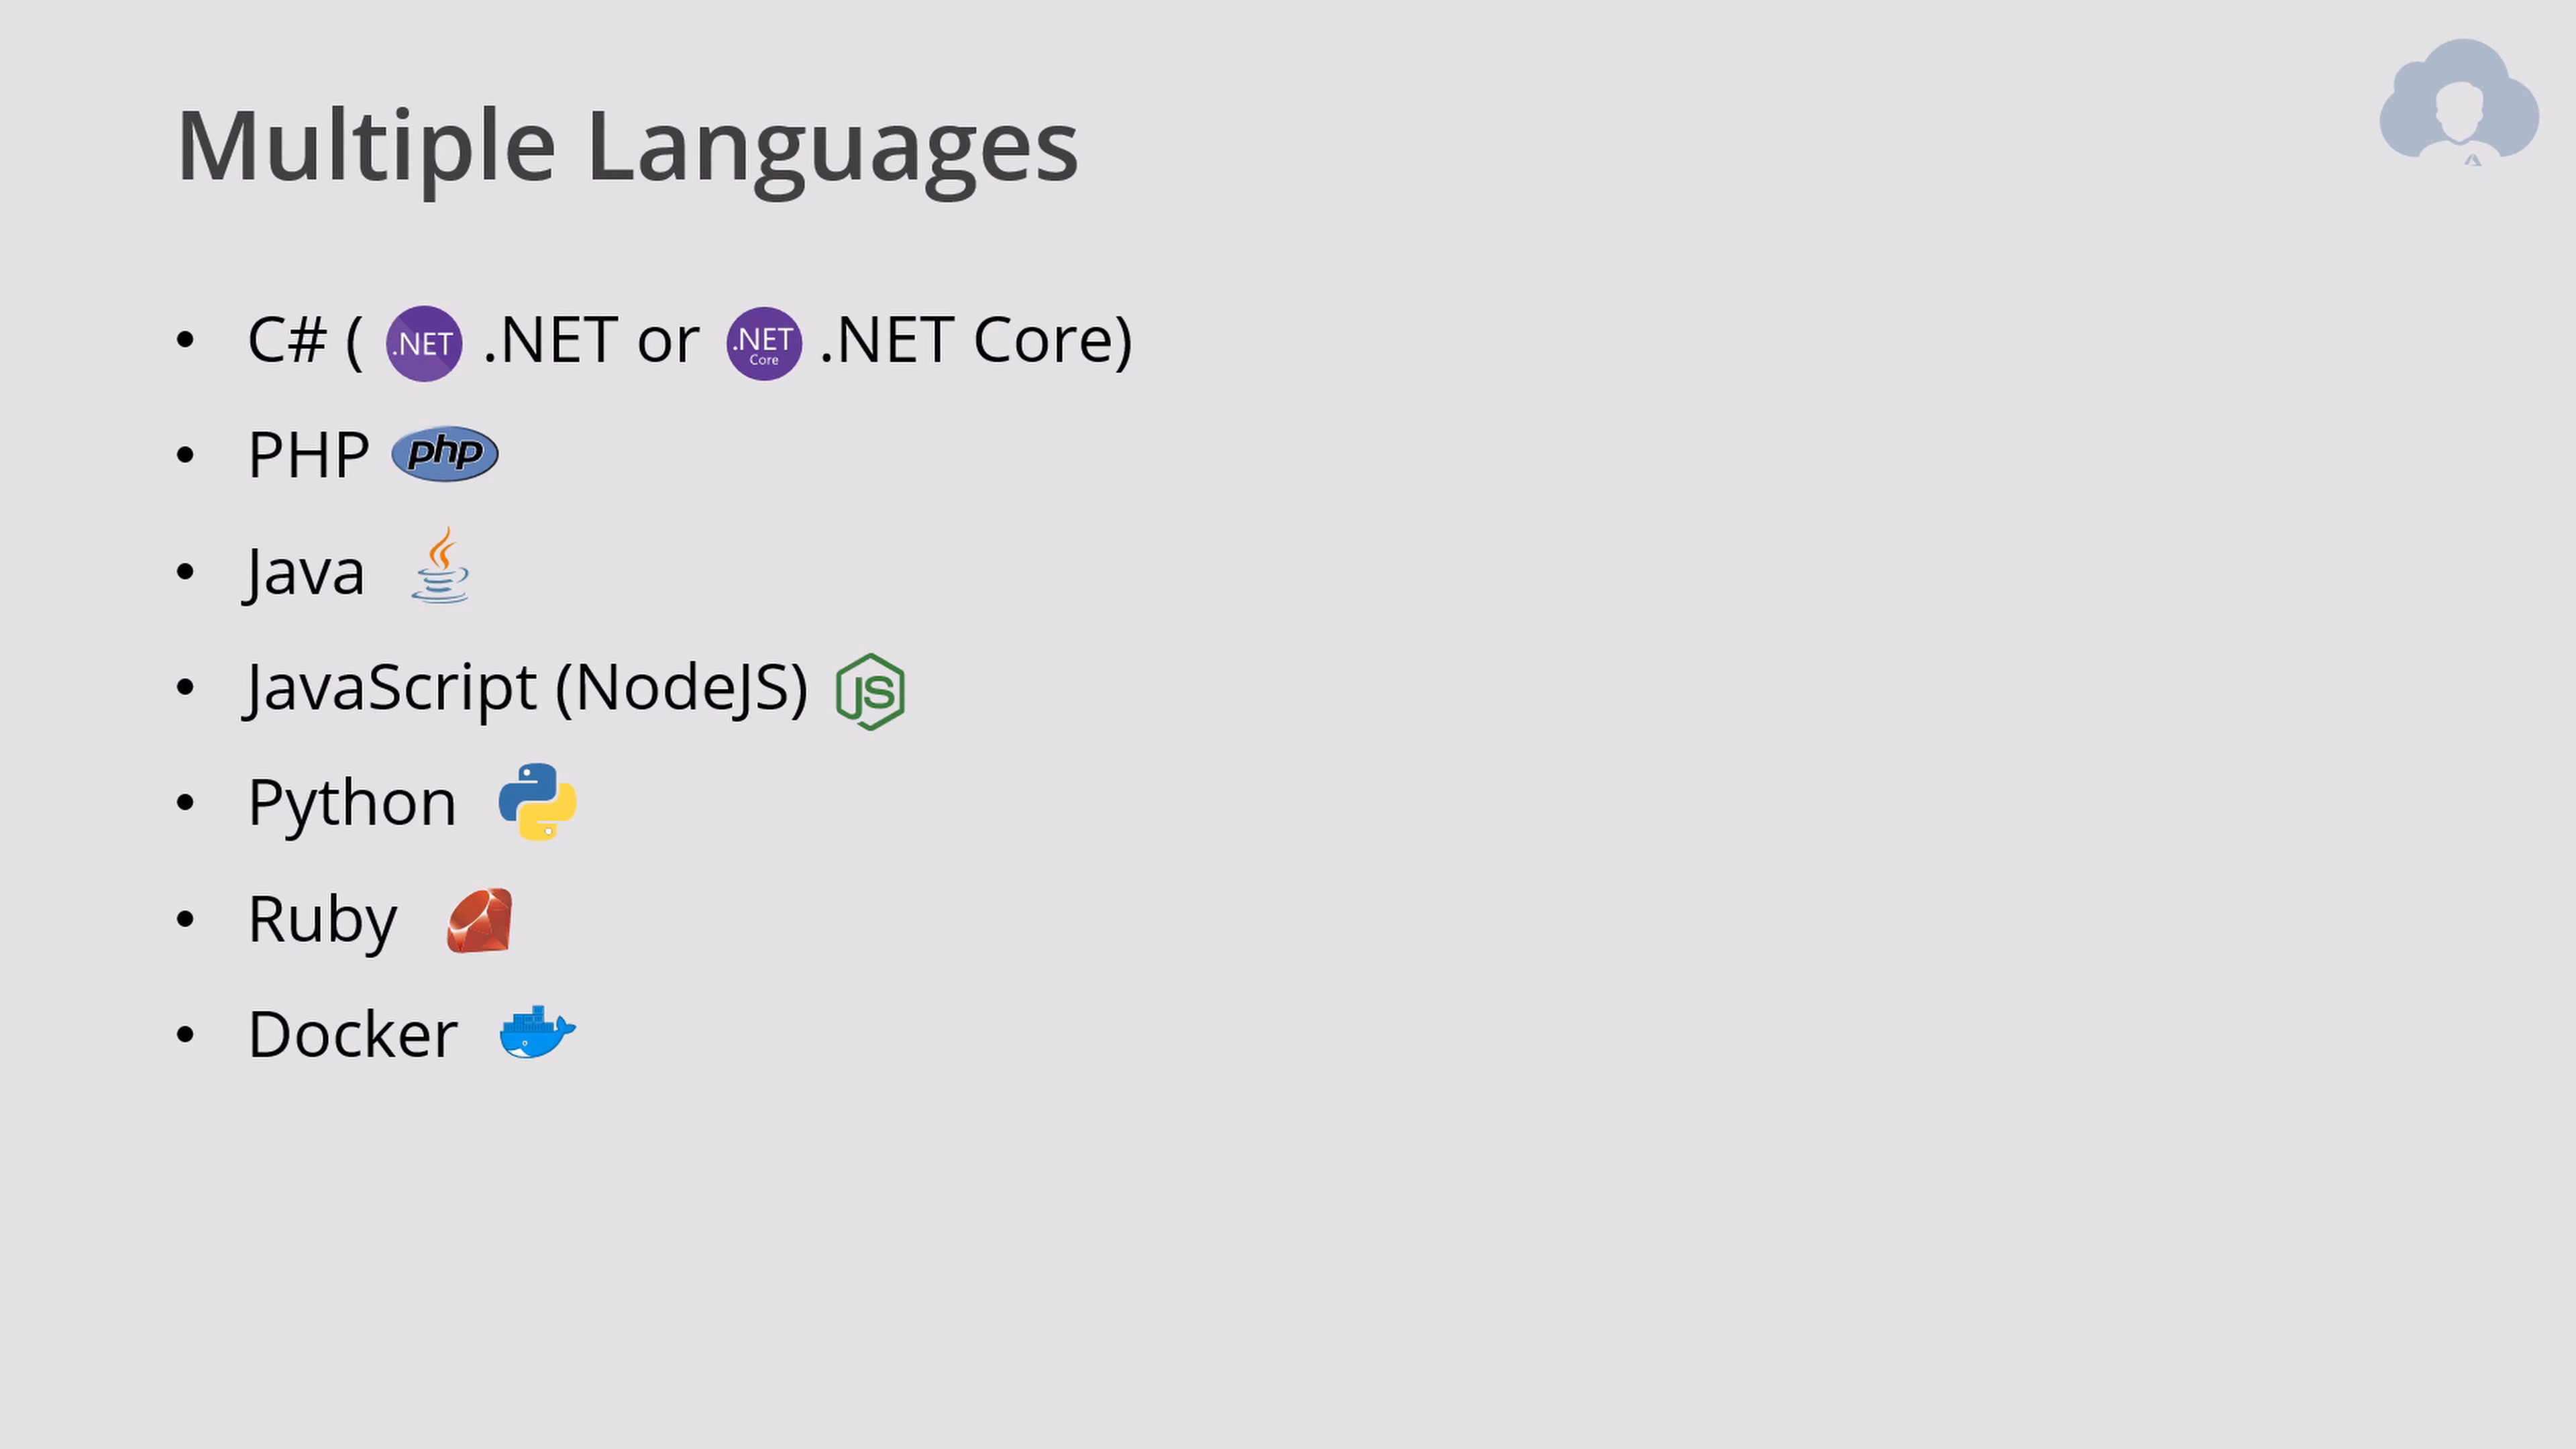 Multiple Languages
• C# ( .NET .NET or .NET Core .NET Core)
• PHP php
• Java
• JavaScript (NodeJS) JS
• Python
• Ruby
• Docker